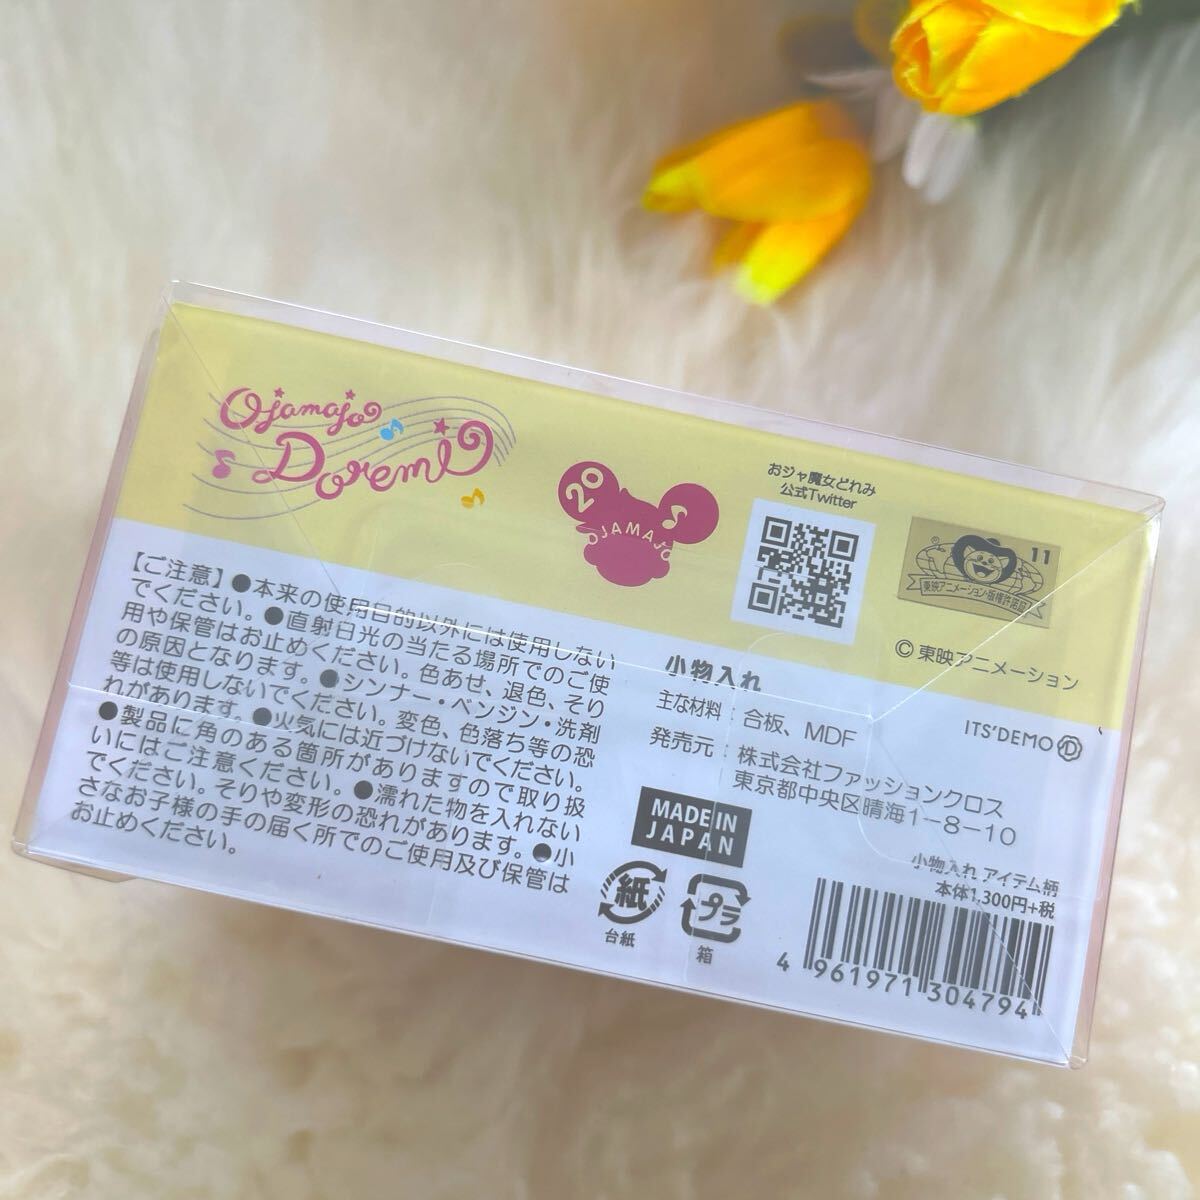 Ojamajo
Doremi
20
OJAMAJO
おジャ魔女どれみ
公式Twitter
11
東映アニメーション・版権許諾証
©東映アニメーション
【ご注意】●本来の使用目的以外には使用しない
でください。●直射日光の当たる場所でのご使
用や保管はお止めください。色あせ、退色、そり
の原因となります。●シンナー・ベンジン・洗剤
等は使用しないでください。変色、色落ち等の恐
れがあります。●火気には近づけないでください。
●製品に角のある箇所がありますので取り扱
いにはご注意ください。●濡れた物を入れない
でください。そりや変形の恐れがあります。●小
さなお子様の手の届く所でのご使用及び保管は
お止めください。
小物入れ
主な材料：合板、MDF
発売元：株式会社ファッションクロス
東京都中央区晴海1-8-10
ITS'DEMO
MADE IN
JAPAN
紙
台紙
プラ
箱
小物入れ アイテム柄
本体1,300円+税
4 961971 304794